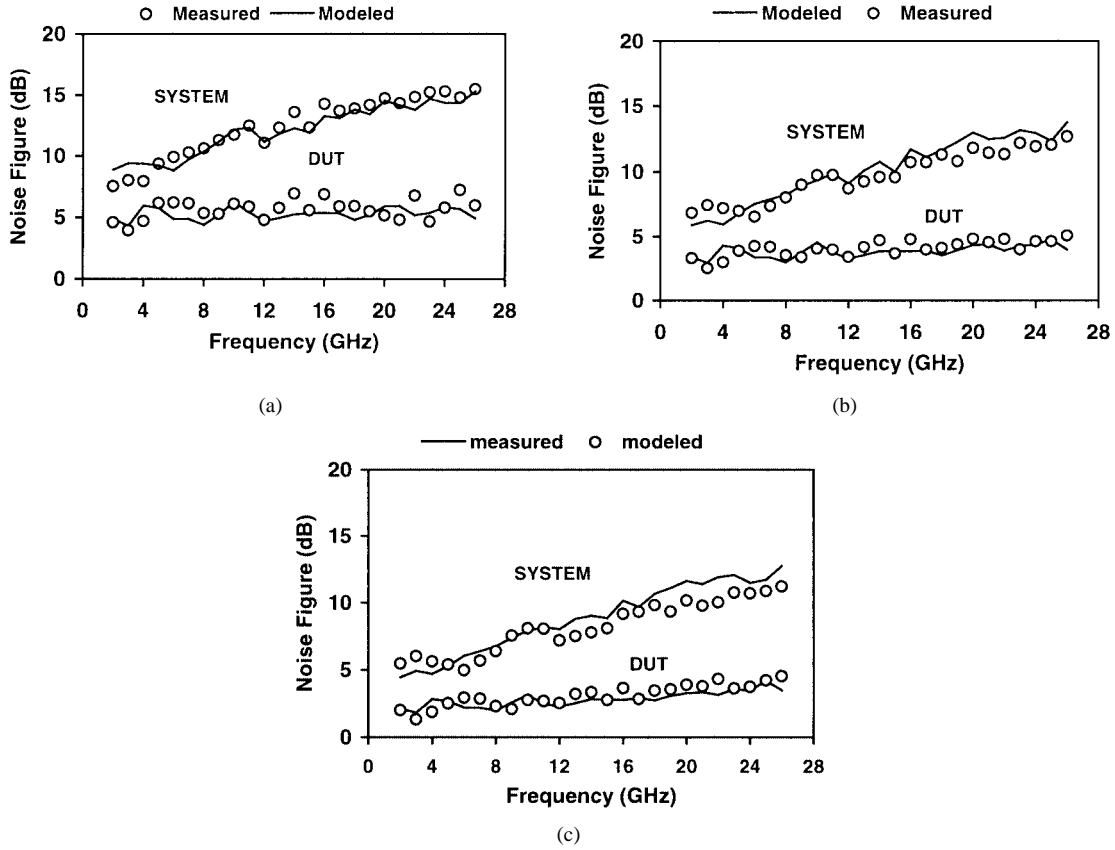 Measured Modeled
20
15
10
5
0
Noise Figure (dB)
SYSTEM
DUT
0 4 8 12 16 20 24 28
Frequency (GHz)
(a)
Modeled Measured
20
15
10
5
0
Noise Figure (dB)
SYSTEM
DUT
0 4 8 12 16 20 24 28
Frequency (GHz)
(b)
measured modeled
20
15
10
5
0
Noise Figure (dB)
SYSTEM
DUT
0 4 8 12 16 20 24 28
Frequency (GHz)
(c)